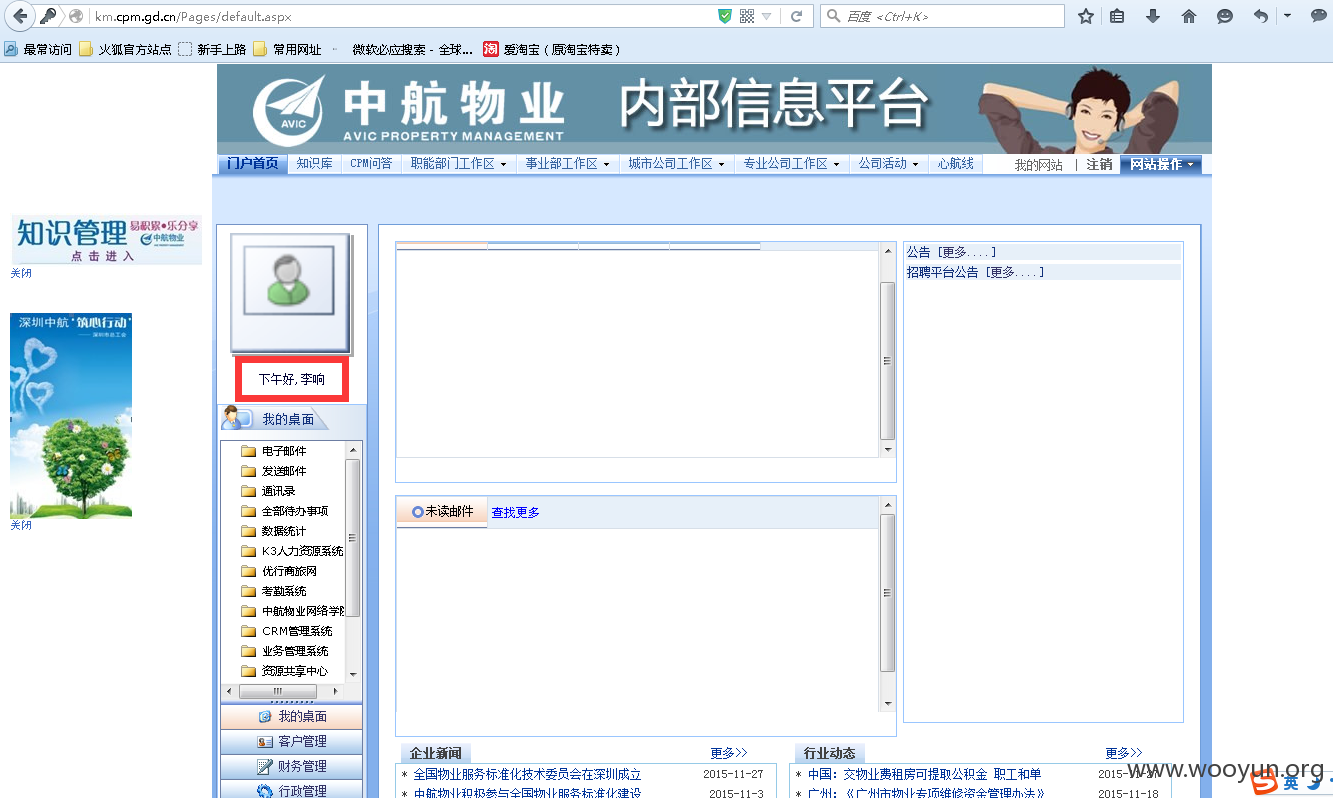 km.cpm.gd.cn/Pages/default.aspx
百度 <Ctrl+K>
最常访问 火狐官方站点 新手上路 常用网址 微软必应搜索 - 全球... 淘 爱淘宝（原淘宝特卖）
AVIC 中航物业 内部信息平台
AVIC PROPERTY MANAGEMENT
门户首页 知识库 CPM问答 职能部门工作区 事业部工作区 城市公司工作区 专业公司工作区 公司活动 心航线 我的网站 | 注销 网站操作
知识管理 易积累•乐分享
中航物业
点击进入
关闭
深圳中航“筑心行动”
关闭
下午好, 李响
我的桌面
电子邮件
发送邮件
通讯录
全部待办事项
数据统计
K3人力资源系统
优行商旅网
考勤系统
中航物业网络学
CRM管理系统
业务管理系统
资源共享中心
我的桌面
客户管理
财务管理
行政管理
公告 [更多....]
招聘平台公告 [更多....]
未读邮件 查找更多
企业新闻 更多>>
* 全国物业服务标准化技术委员会在深圳成立 2015-11-27
* 中航物业积极参与全国物业服务标准化建设 2015-11-3
行业动态 更多>>
* 中国：交物业费租房可提取公积金 职工和单
* 广州：《广州市物业专项维修资金管理办法》 2015-11-18
www.wooyun.org
英